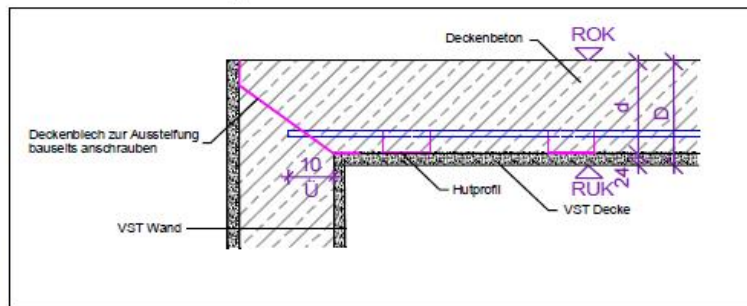 ROK
Deckenbeton
d
D
Deckenblech zur Aussteifung
bauseits anschrauben
10
Ü
24
RUK
Hutprofil
VST Decke
VST Wand